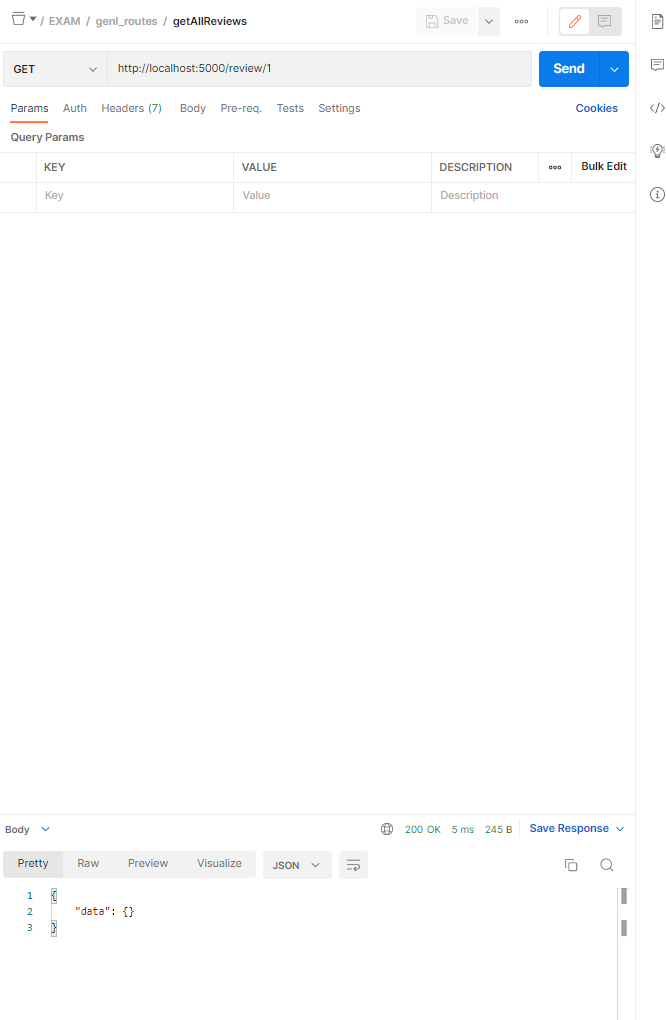 / EXAM / genl_routes / getAllReviews Save
GET http://localhost:5000/review/1 Send
Params Auth Headers (7) Body Pre-req. Tests Settings Cookies
Query Params
KEY VALUE DESCRIPTION Bulk Edit
Key Value Description
Body 200 OK 5 ms 245 B Save Response
Pretty Raw Preview Visualize JSON
1 {
2 "data": {}
3 }